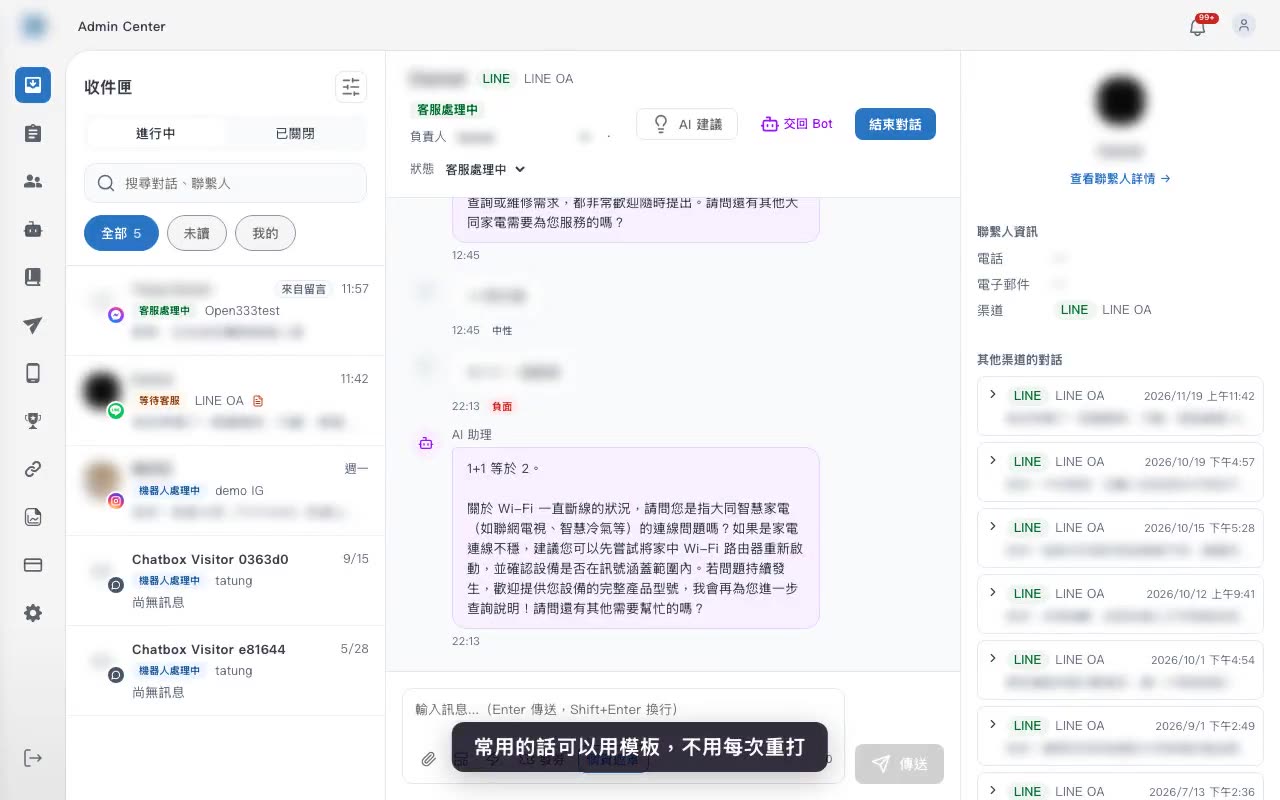 Admin Center
99+
收件匣
進行中
已關閉
搜尋對話、聯繫人
全部 5
未讀
我的
來自留言 11:57
客服處理中 Open333test
11:42
等待客服 LINE OA
週一
機器人處理中 demo IG
Chatbox Visitor 0363d0 9/15
機器人處理中 tatung
尚無訊息
Chatbox Visitor e81644 5/28
機器人處理中 tatung
尚無訊息
LINE LINE OA
客服處理中
負責人
AI 建議
交回 Bot
結束對話
狀態 客服處理中
查詢或維修需求，都非常歡迎隨時提出。請問還有其他大
同家電需要為您服務的嗎？
12:45
12:45 中性
22:13 負面
AI 助理
1+1 等於 2。
關於 Wi-Fi 一直斷線的狀況，請問您是指大同智慧家電
（如聯網電視、智慧冷氣等）的連線問題嗎？如果是家電
連線不穩，建議您可以先嘗試將家中 Wi-Fi 路由器重新啟
動，並確認設備是否在訊號涵蓋範圍內。若問題持續發
生，歡迎提供您設備的完整產品型號，我會再為您進一步
查詢說明！請問還有其他需要幫忙的嗎？
22:13
輸入訊息...（Enter 傳送，Shift+Enter 換行）
常用的話可以用模板，不用每次重打
傳送
查看聯繫人詳情 →
聯繫人資訊
電話
電子郵件
渠道 LINE LINE OA
其他渠道的對話
LINE LINE OA 2026/11/19 上午11:42
LINE LINE OA 2026/10/19 下午4:57
LINE LINE OA 2026/10/15 下午5:28
LINE LINE OA 2026/10/12 上午9:41
LINE LINE OA 2026/10/1 下午4:54
LINE LINE OA 2026/9/1 下午2:49
LINE LINE OA 2026/7/13 下午2:36